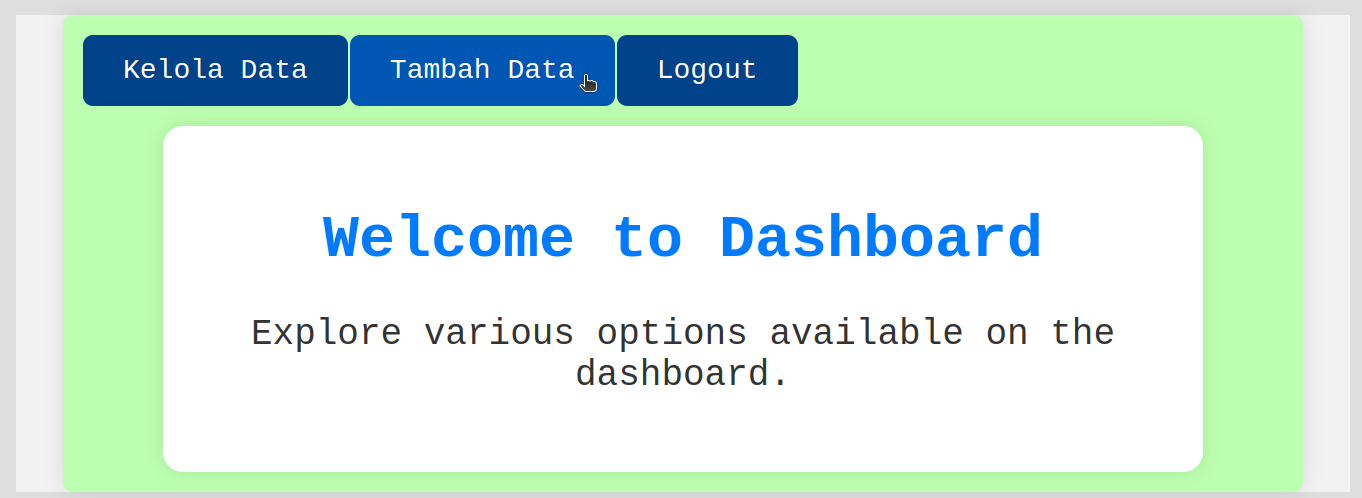 Kelola Data Tambah Data Logout
Welcome to Dashboard
Explore various options available on the
dashboard.